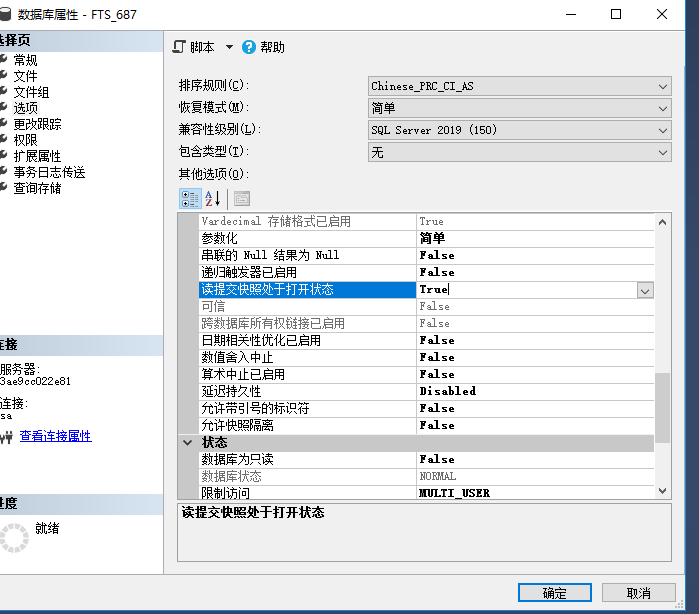 数据库属性 - FTS_687
选择页
常规
文件
文件组
选项
更改跟踪
权限
扩展属性
事务日志传送
查询存储
连接
服务器:
3ae9cc022e81
连接:
sa
查看连接属性
进度
就绪
脚本
帮助
排序规则(C): Chinese_PRC_CI_AS
恢复模式(M): 简单
兼容性级别(L): SQL Server 2019 (150)
包含类型(T): 无
其他选项(O):
Vardecimal 存储格式已启用 True
参数化 简单
串联的 Null 结果为 Null False
递归触发器已启用 False
读提交快照处于打开状态 True
可信 False
跨数据库所有权链接已启用 False
日期相关性优化已启用 False
数值舍入中止 False
算术中止已启用 False
延迟持久性 Disabled
允许带引号的标识符 False
允许快照隔离 False
状态
数据库为只读 False
数据库状态 NORMAL
限制访问 MULTI_USER
读提交快照处于打开状态
确定
取消